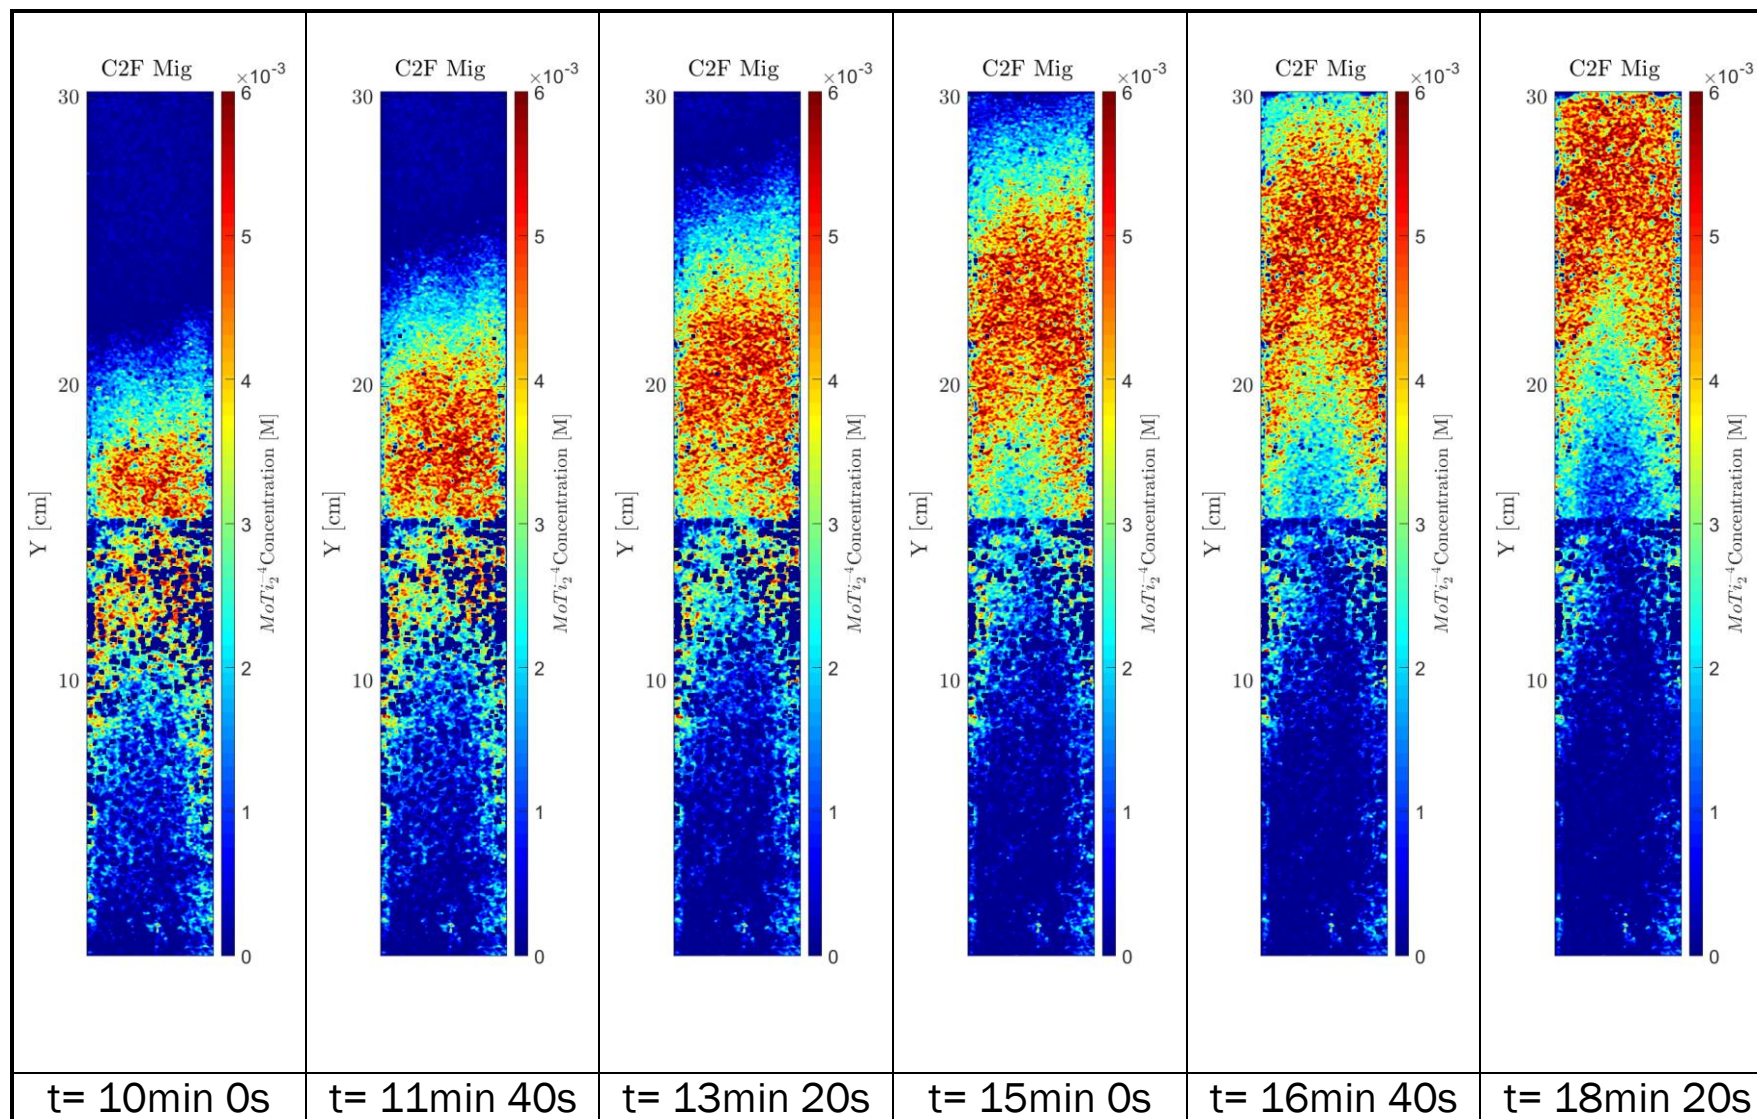 C2F Mig
×10⁻³
30
20
10
Y [cm]
6
5
4
3
2
1
0
MoTi₂⁻⁴Concentration [M]
t= 10min 0s
C2F Mig
×10⁻³
30
20
10
Y [cm]
6
5
4
3
2
1
0
MoTi₂⁻⁴Concentration [M]
t= 11min 40s
C2F Mig
×10⁻³
30
20
10
Y [cm]
6
5
4
3
2
1
0
MoTi₂⁻⁴Concentration [M]
t= 13min 20s
C2F Mig
×10⁻³
30
20
10
Y [cm]
6
5
4
3
2
1
0
MoTi₂⁻⁴Concentration [M]
t= 15min 0s
C2F Mig
×10⁻³
30
20
10
Y [cm]
6
5
4
3
2
1
0
MoTi₂⁻⁴Concentration [M]
t= 16min 40s
C2F Mig
×10⁻³
30
20
10
Y [cm]
6
5
4
3
2
1
0
MoTi₂⁻⁴Concentration [M]
t= 18min 20s